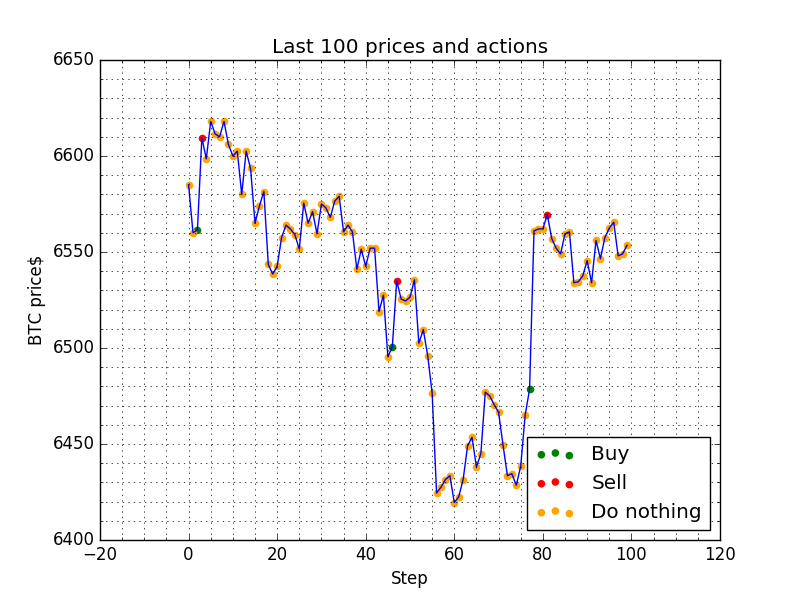 Last 100 prices and actions
6650
6600
6550
6500
6450
6400
BTC price$
−20 0 20 40 60 80 100 120
Step
Buy
Sell
Do nothing